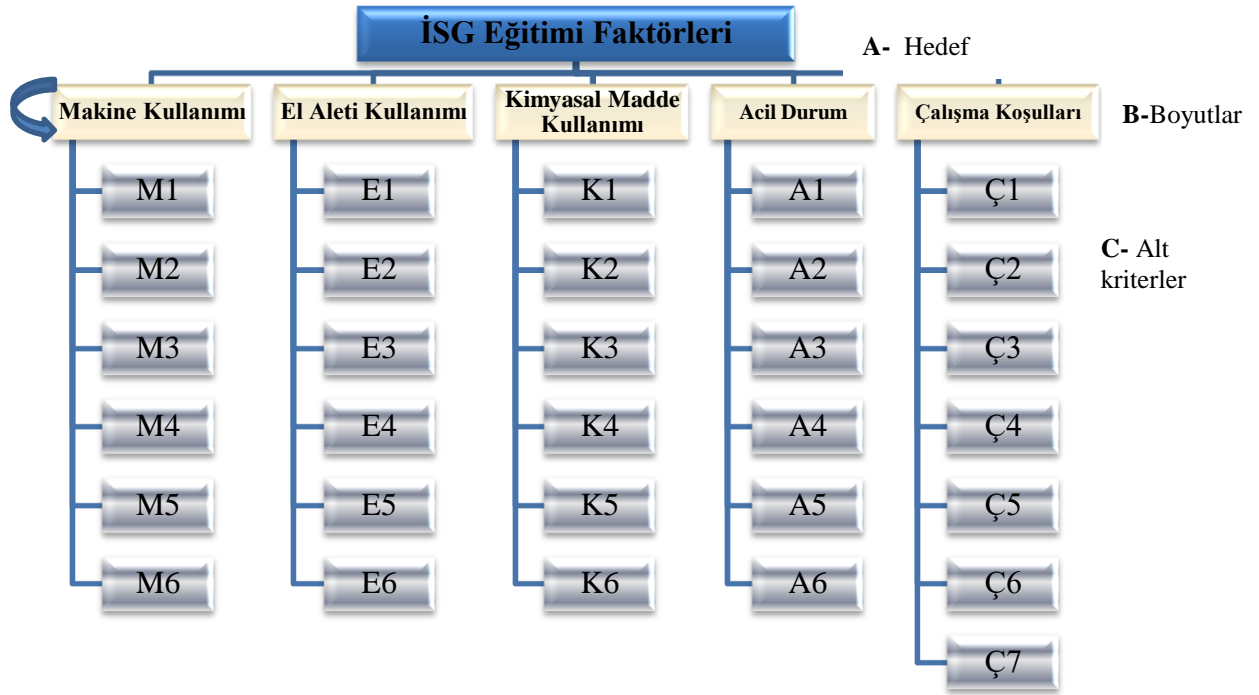 İSG Eğitimi Faktörleri
A- Hedef
Makine Kullanımı
El Aleti Kullanımı
Kimyasal Madde
Kullanımı
Acil Durum
Çalışma Koşulları
B-Boyutlar
M1
E1
K1
A1
Ç1
M2
E2
K2
A2
Ç2
C- Alt
kriterler
M3
E3
K3
A3
Ç3
M4
E4
K4
A4
Ç4
M5
E5
K5
A5
Ç5
M6
E6
K6
A6
Ç6
Ç7